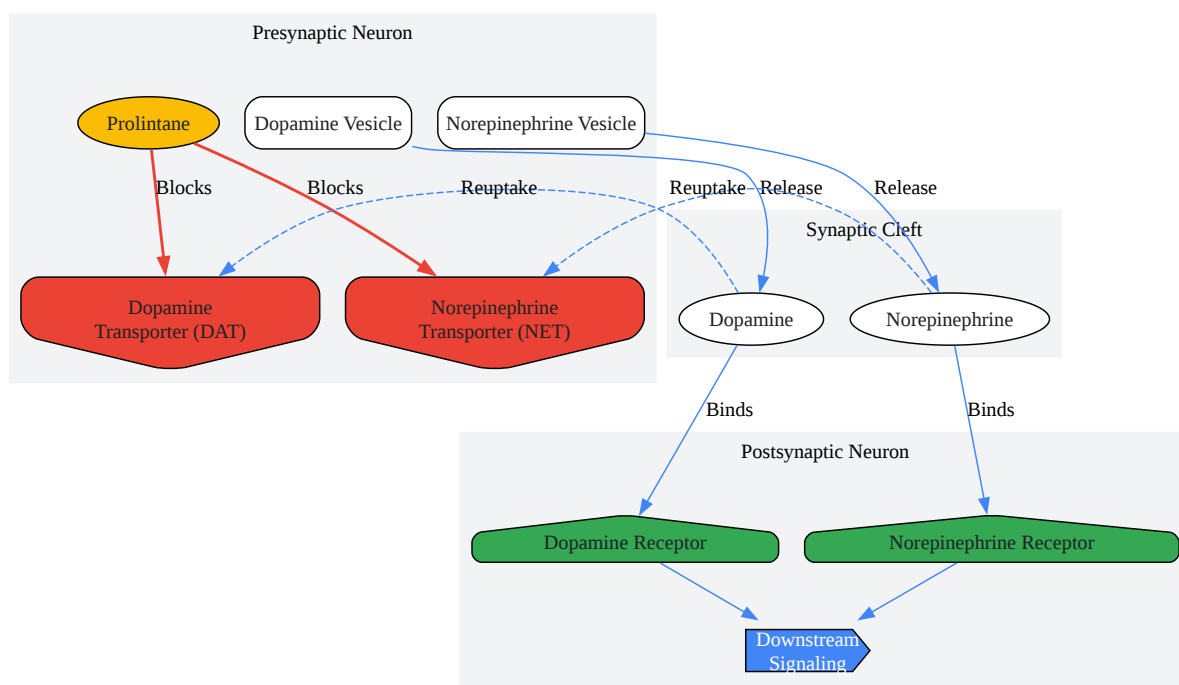 Presynaptic Neuron
Prolintane
Dopamine Vesicle
Norepinephrine Vesicle
Blocks
Blocks
Reuptake
Reuptake
Release
Release
Synaptic Cleft
Dopamine
Transporter (DAT)
Norepinephrine
Transporter (NET)
Dopamine
Norepinephrine
Binds
Binds
Postsynaptic Neuron
Dopamine Receptor
Norepinephrine Receptor
Downstream
Signaling